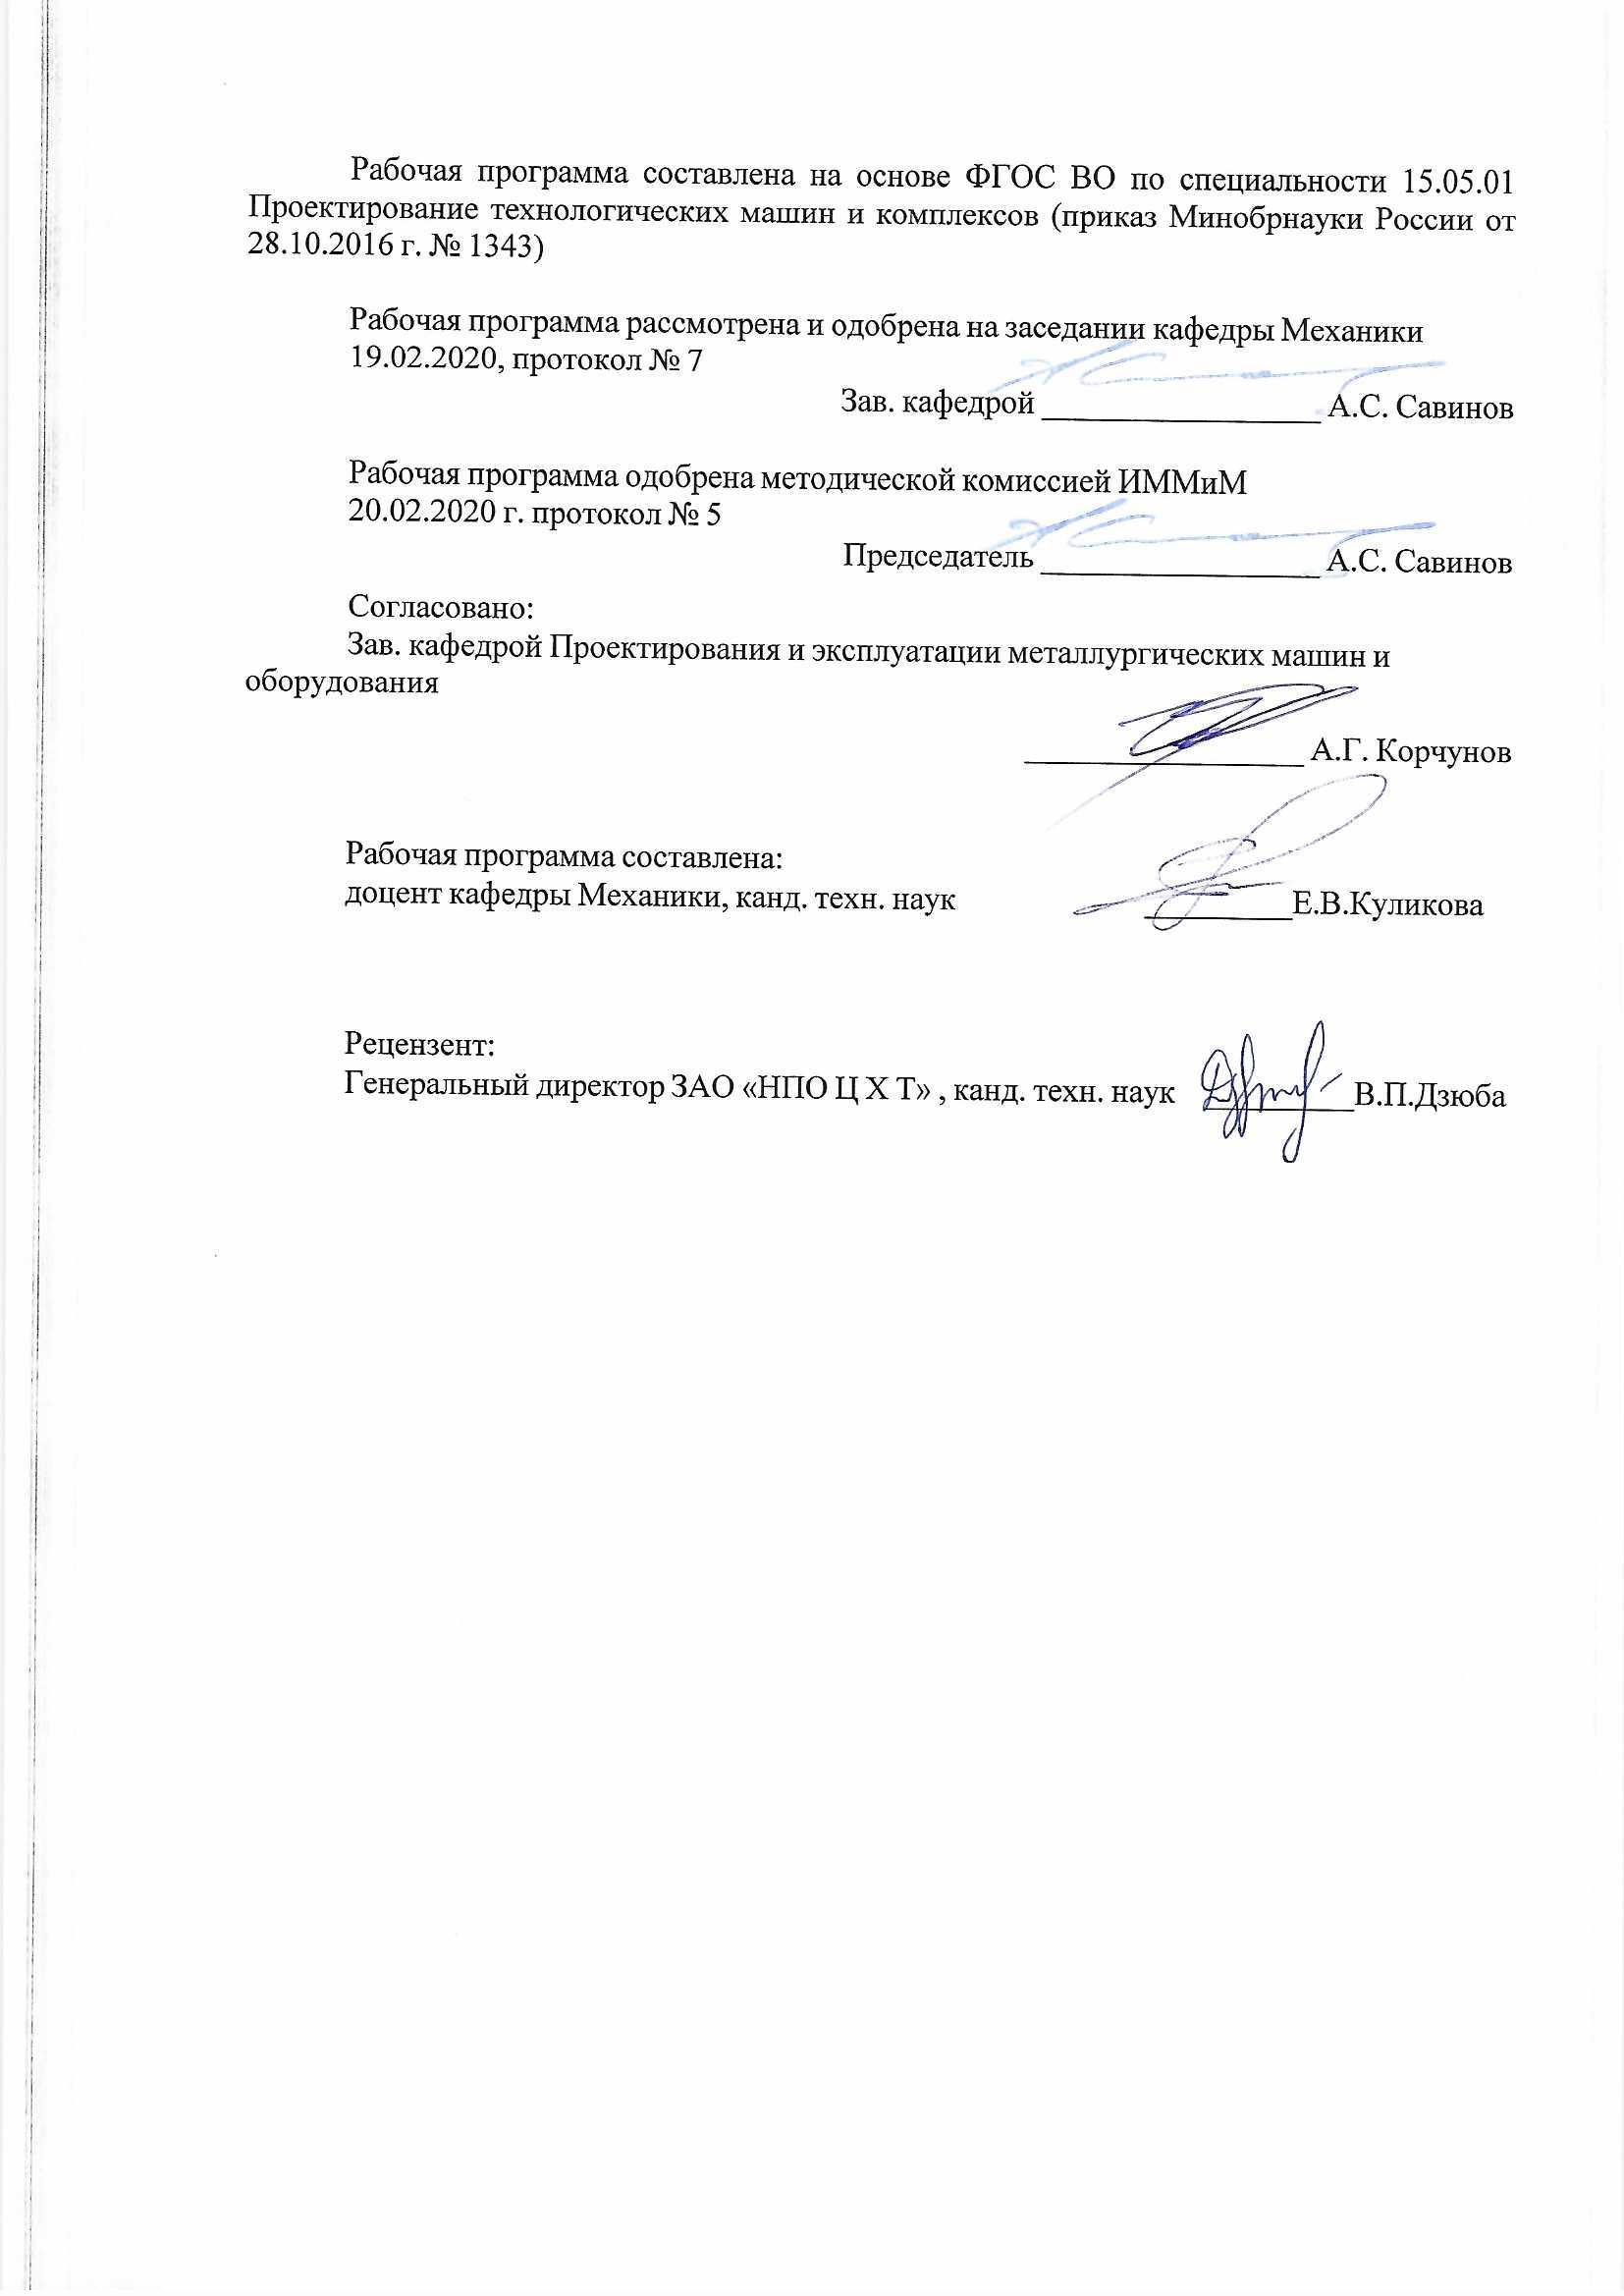 Рабочая программа составлена на основе ФГОС ВО по специальности 15.05.01
Проектирование технологических машин и комплексов (приказ Минобрнауки России от
28.10.2016 г. № 1343)
Рабочая программа рассмотрена и одобрена на заседании кафедры Механики
19.02.2020, протокол № 7
Зав. кафедрой ________________ А.С. Савинов
Рабочая программа одобрена методической комиссией ИММиМ
20.02.2020 г. протокол № 5
Председатель ________________ А.С. Савинов
Согласовано:
Зав. кафедрой Проектирования и эксплуатации металлургических машин и
оборудования
________________ А.Г. Корчунов
Рабочая программа составлена:
доцент кафедры Механики, канд. техн. наук _________Е.В.Куликова
Рецензент:
Генеральный директор ЗАО «НПО Ц Х Т» , канд. техн. наук _________В.П.Дзюба